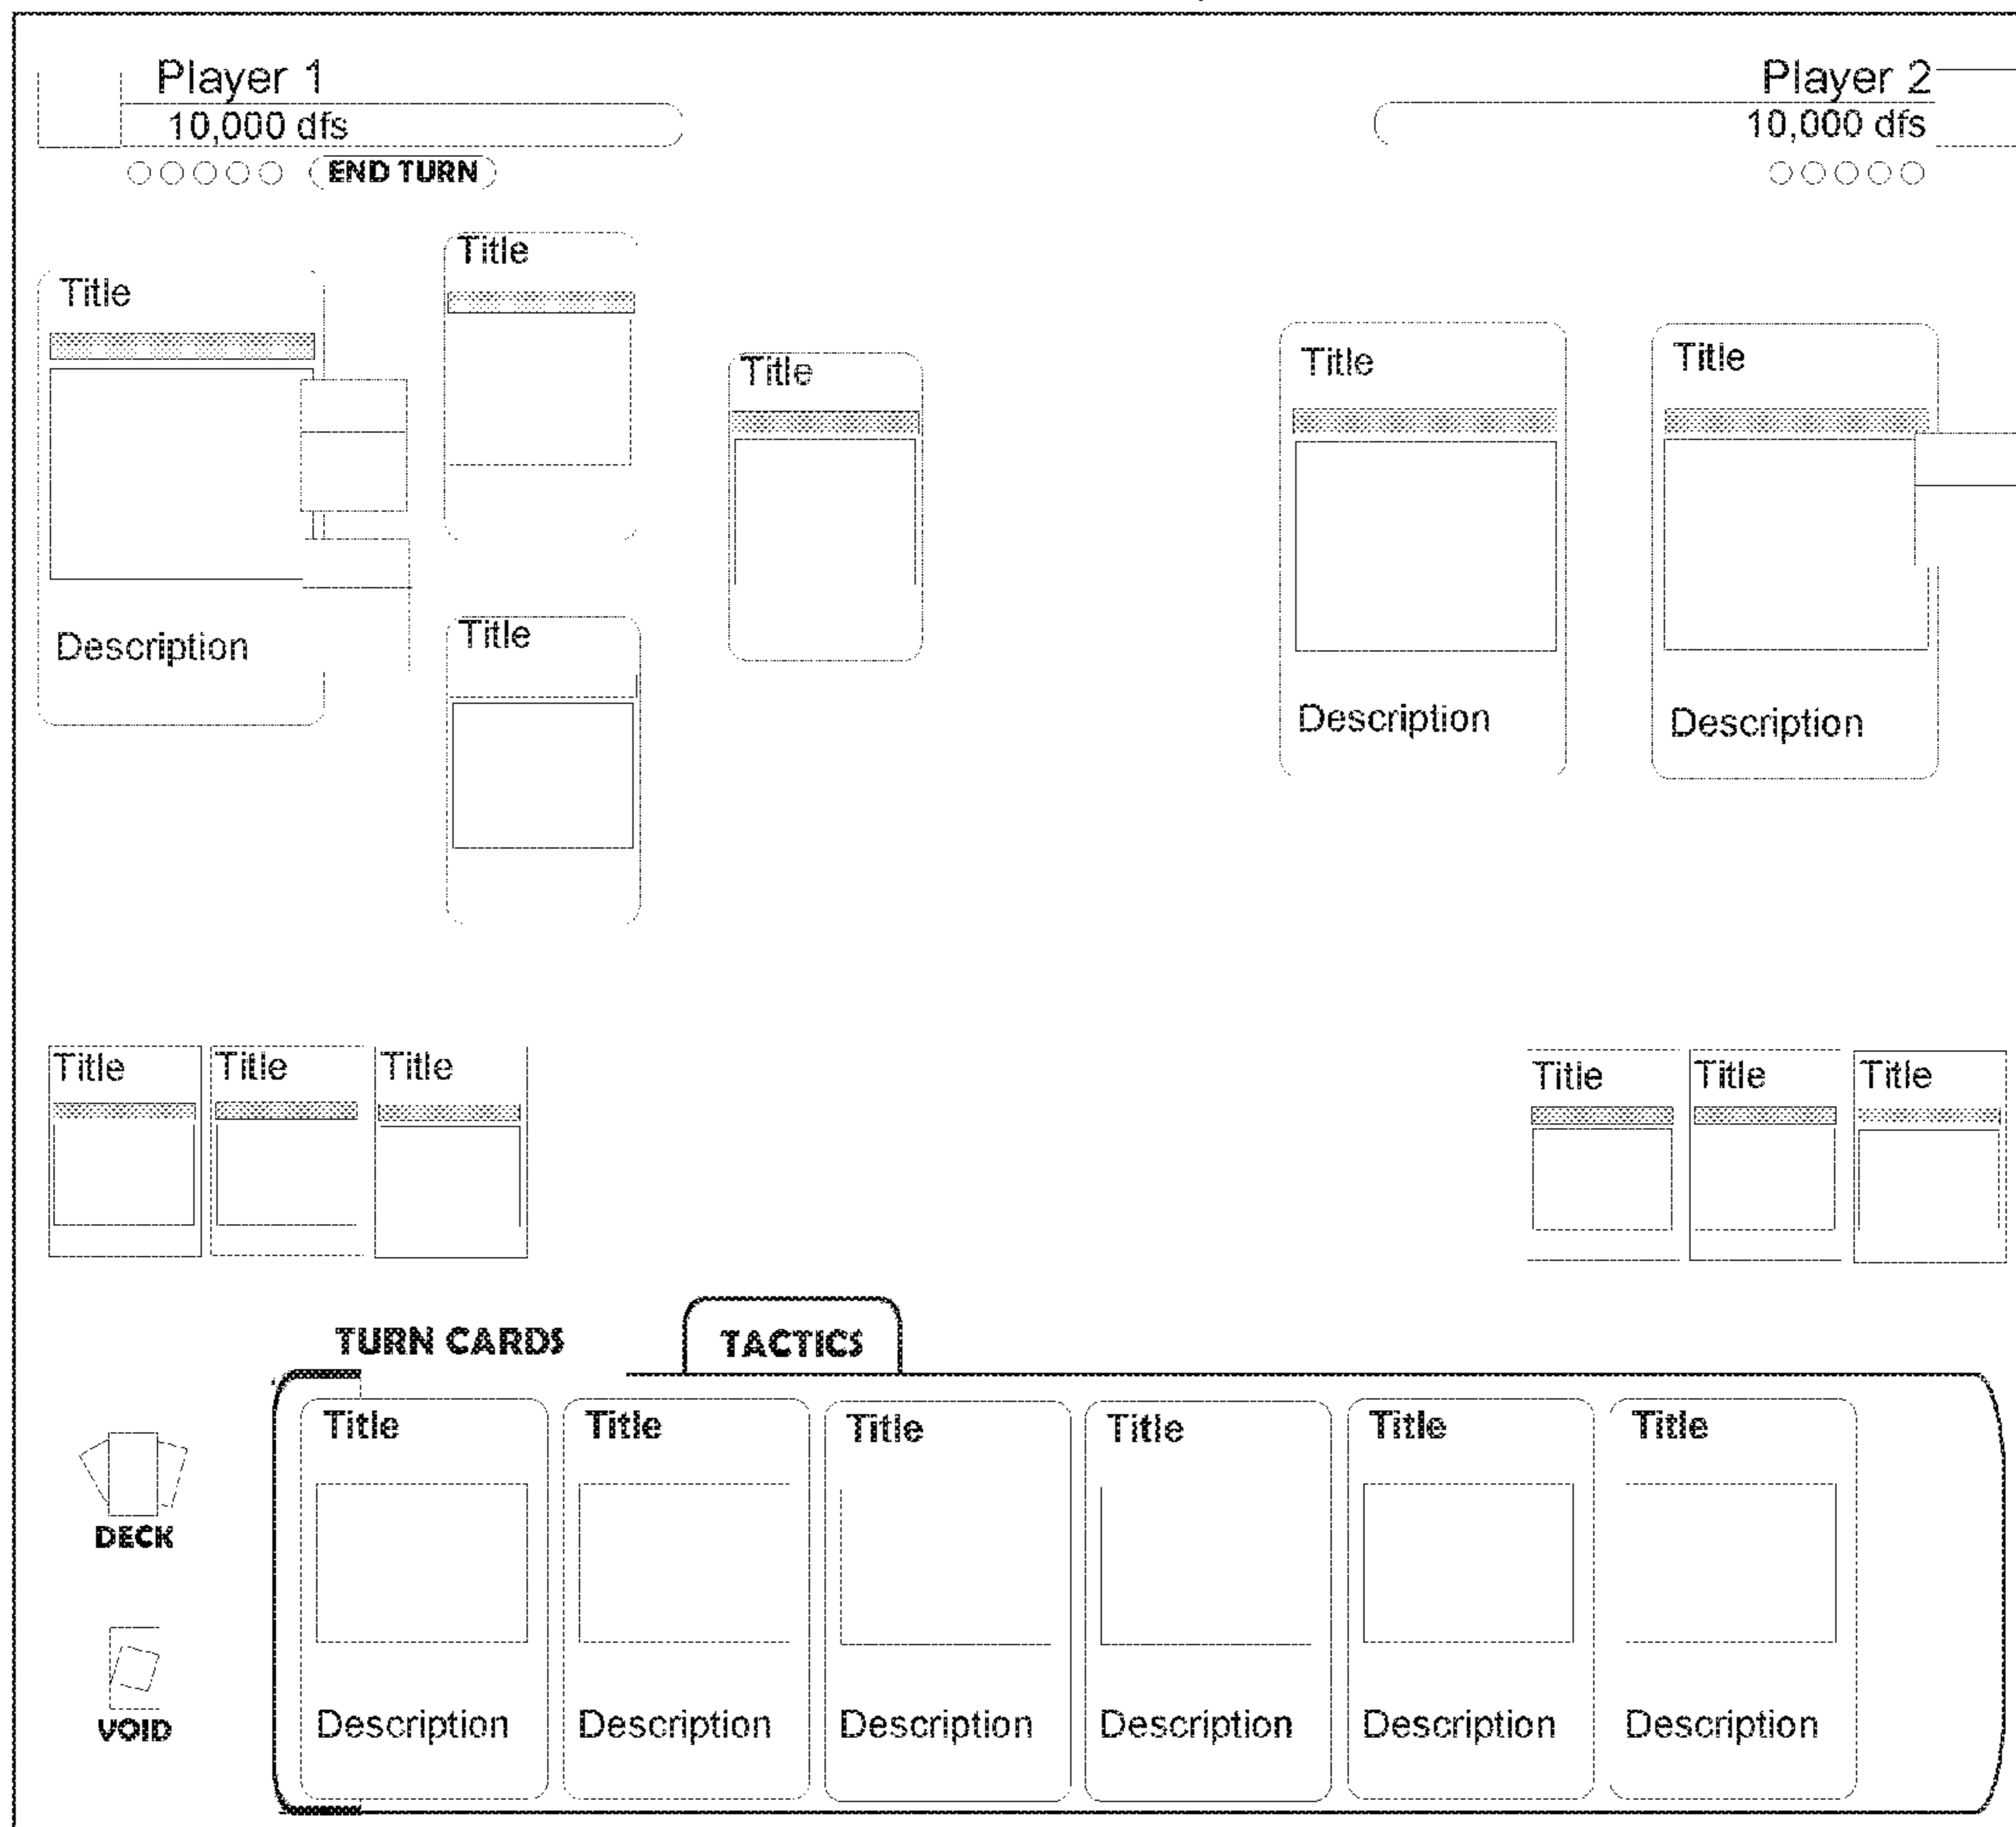 Player 1
10,000 dfs
END TURN
Player 2
10,000 dfs
Title
Title
Title
Title
Title
Title
Description
Description
Description
Title Title Title
Title Title Title
TURN CARDS
TACTICS
Title Title Title Title Title Title
Description Description Description Description Description Description
DECK
VOID